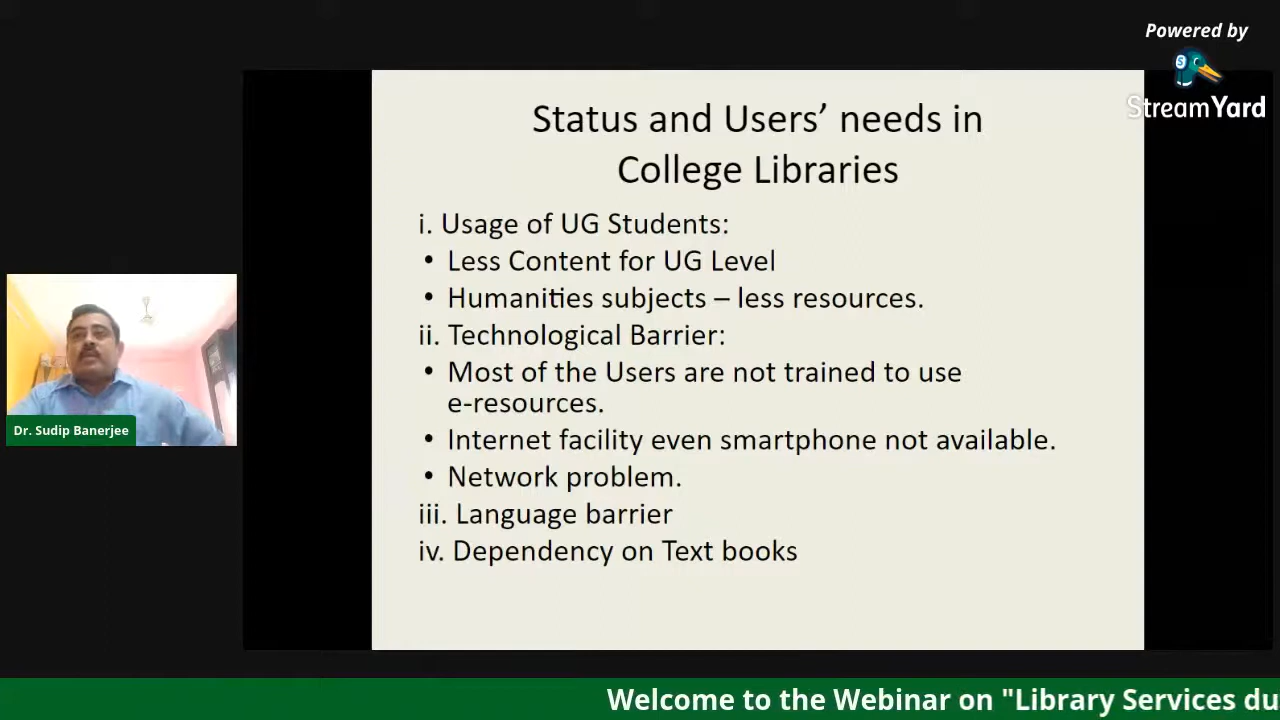 Powered by
StreamYard
Status and Users’ needs in
College Libraries
i. Usage of UG Students:
• Less Content for UG Level
• Humanities subjects – less resources.
ii. Technological Barrier:
• Most of the Users are not trained to use
e-resources.
• Internet facility even smartphone not available.
• Network problem.
iii. Language barrier
iv. Dependency on Text books
Dr. Sudip Banerjee
Welcome to the Webinar on "Library Services du